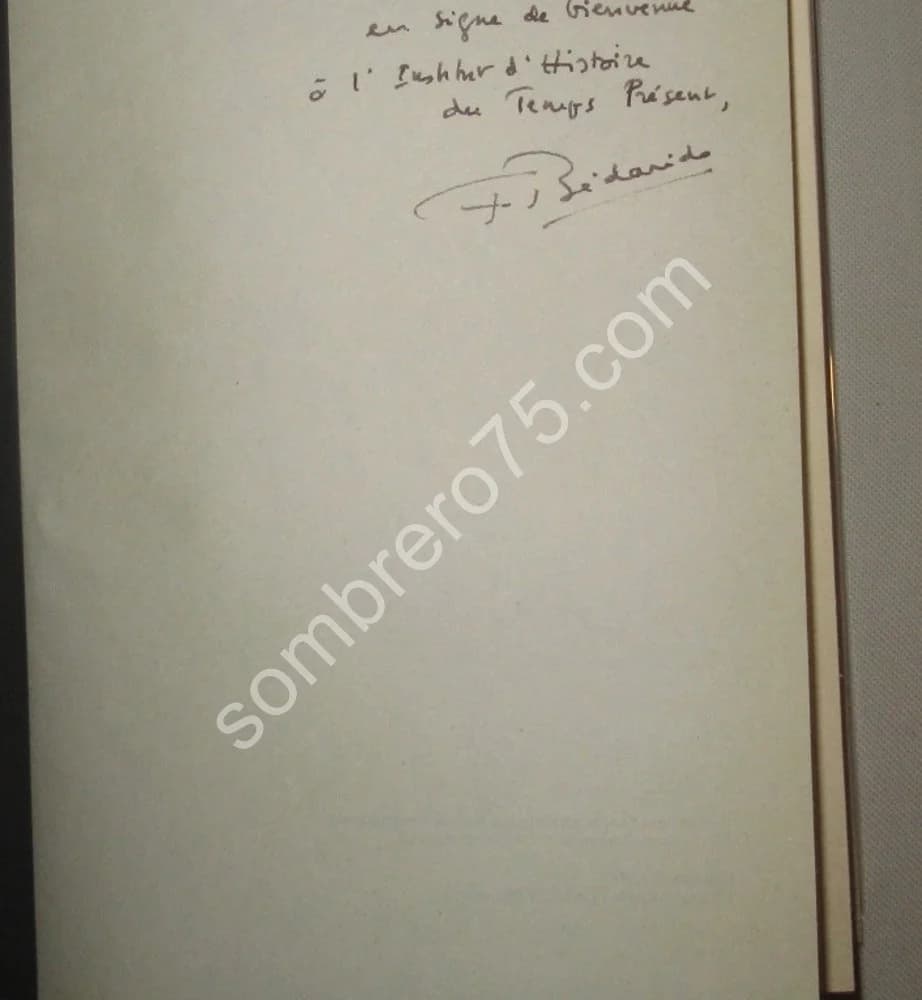 en signe de bienvenue
à l'Institut d'Histoire
du Temps Présent,
F. Bédarida
sombrero75.com